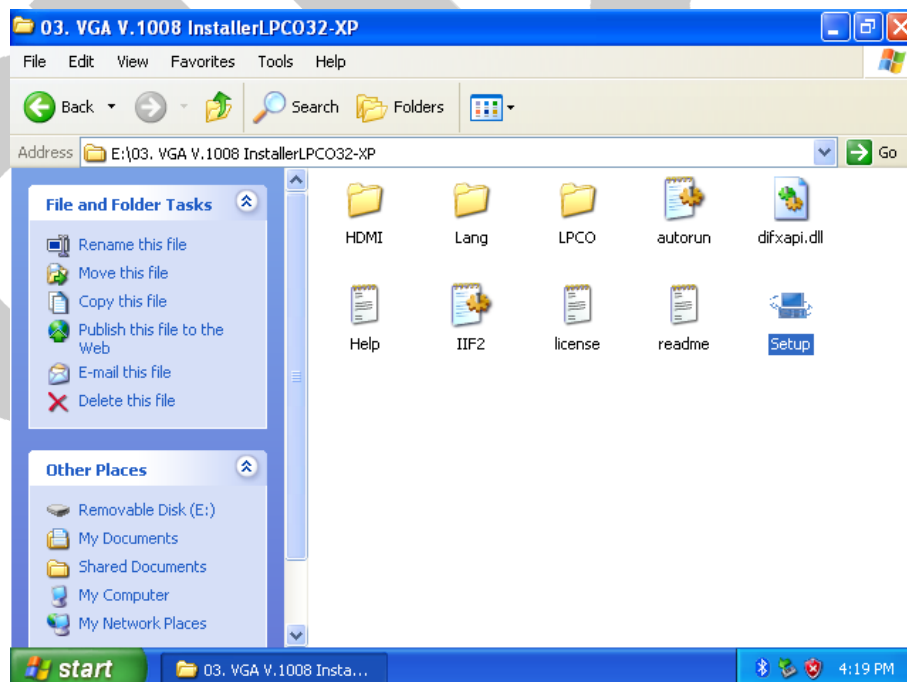 03. VGA V.1008 InstallerLPCO32-XP
File Edit View Favorites Tools Help
Back Search Folders
Address E:\03. VGA V.1008 InstallerLPCO32-XP Go
File and Folder Tasks
Rename this file
Move this file
Copy this file
Publish this file to the
Web
E-mail this file
Delete this file
Other Places
Removable Disk (E:)
My Documents
Shared Documents
My Computer
My Network Places
HDMI Lang LPCO autorun difxapi.dll
Help IIF2 license readme Setup
start 03. VGA V.1008 Insta... 4:19 PM